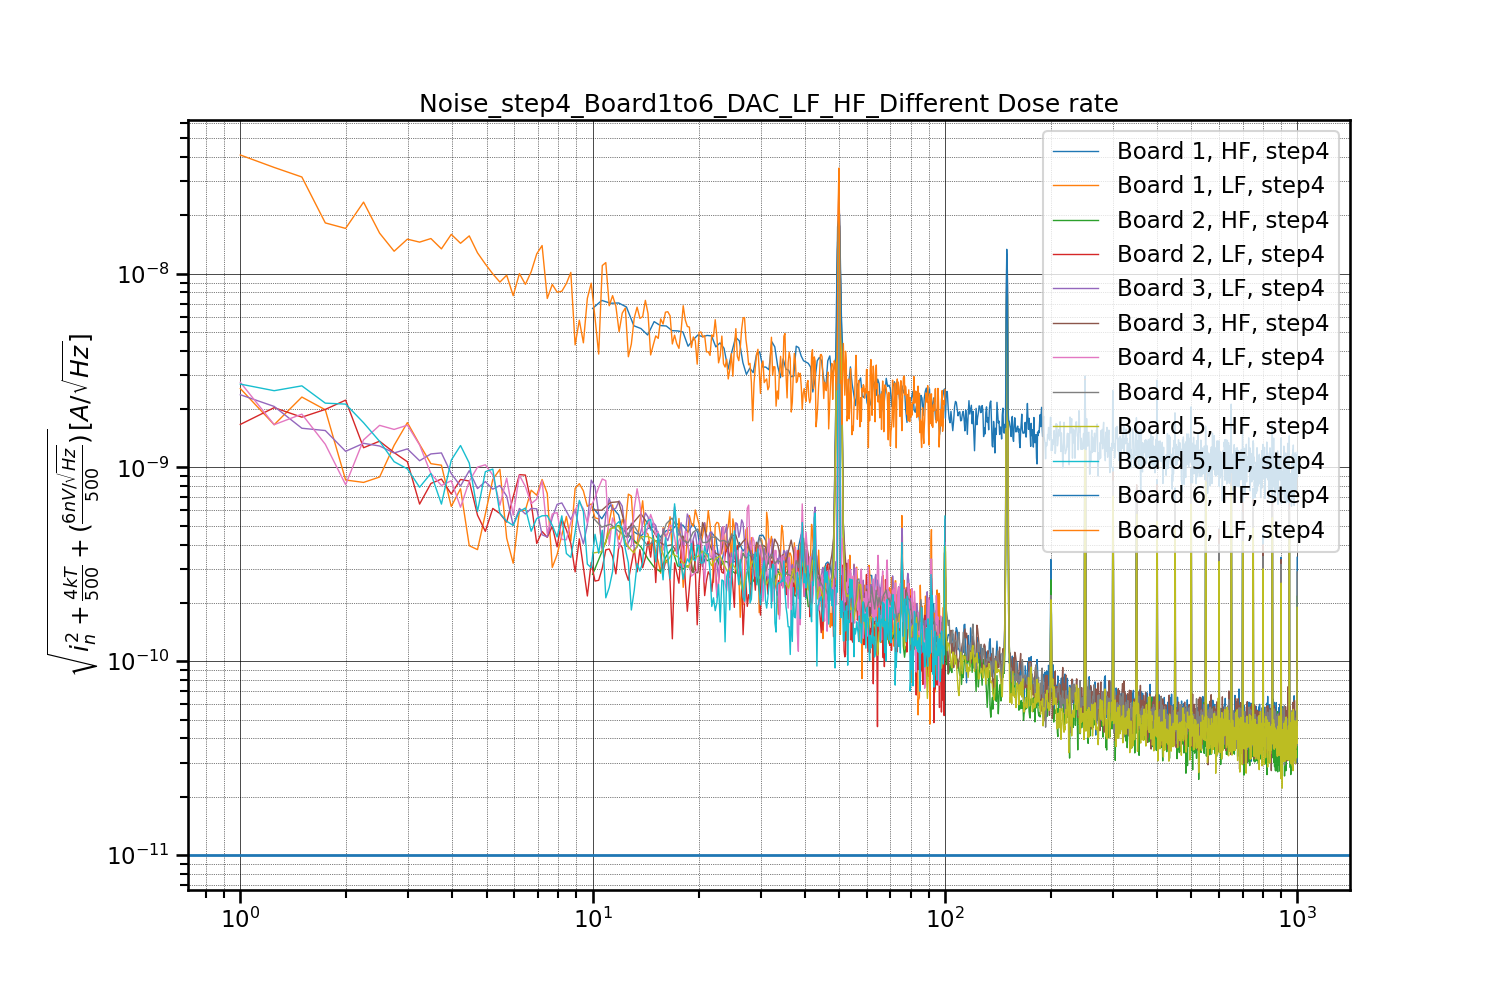 Noise_step4_Board1to6_DAC_LF_HF_Different Dose rate
√(i_n² + 4kT/500 + (6nV/√Hz/500)) [A/√Hz]
10⁻⁸
10⁻⁹
10⁻¹⁰
10⁻¹¹
10⁰ 10¹ 10² 10³
Board 1, HF, step4
Board 1, LF, step4
Board 2, HF, step4
Board 2, LF, step4
Board 3, LF, step4
Board 3, HF, step4
Board 4, LF, step4
Board 4, HF, step4
Board 5, HF, step4
Board 5, LF, step4
Board 6, HF, step4
Board 6, LF, step4